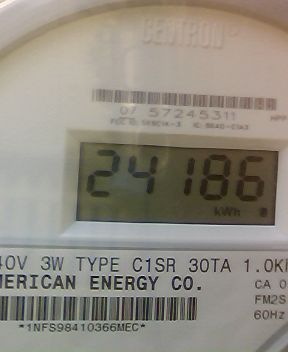 CENTRON®
07 57245311
24186
kWh
40V 3W TYPE C1SR 30TA 1.0K
MERICAN ENERGY CO.
CA 0
FM2S
60Hz
*1NFS98410366MEC*